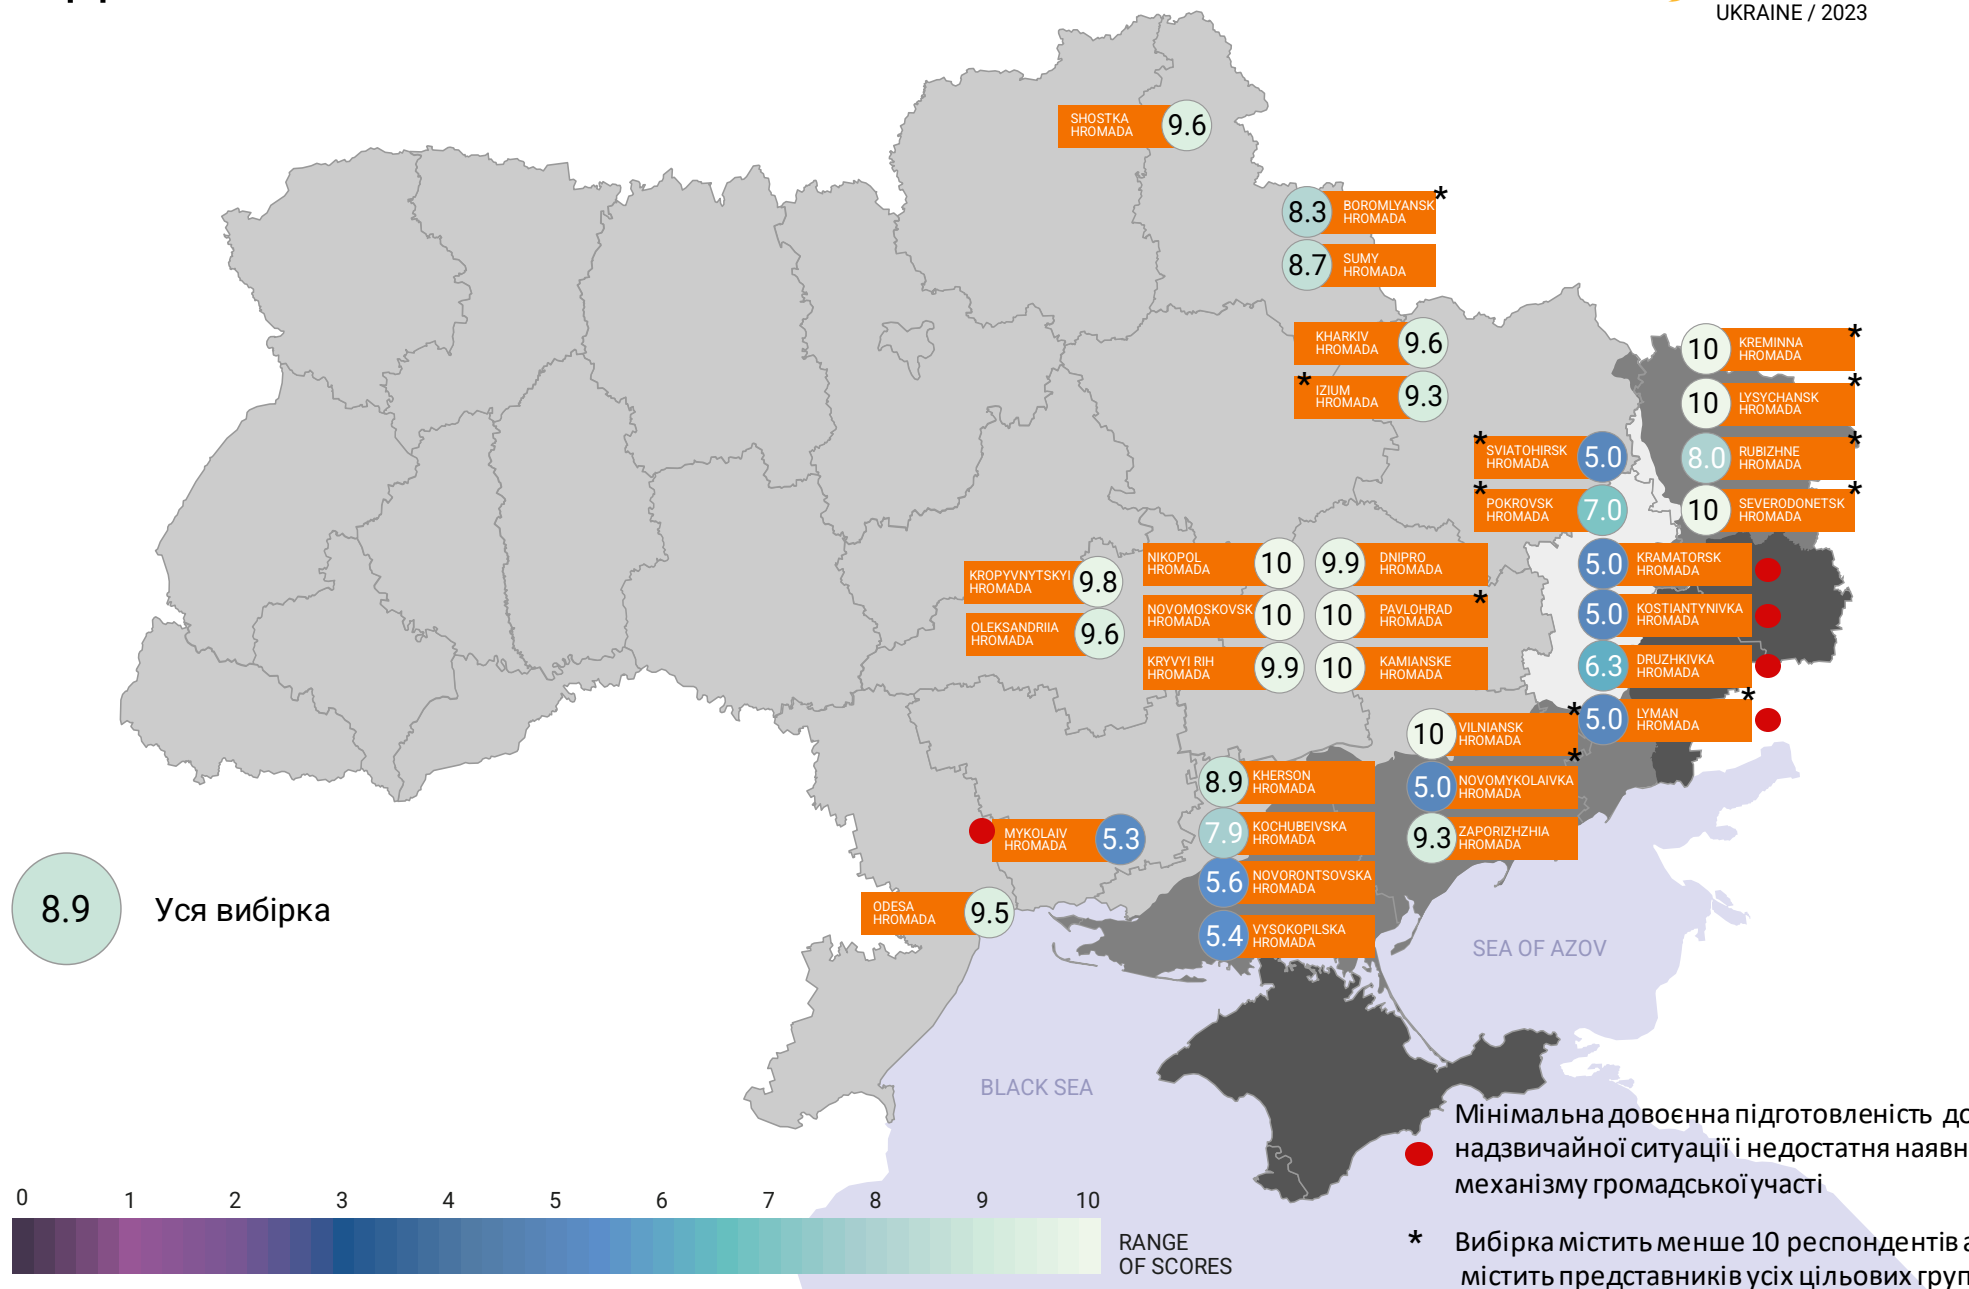 UKRAINE / 2023
SHOSTKA
HROMADA
9.6
8.3
BOROMLYANSK
HROMADA
*
8.7
SUMY
HROMADA
KHARKIV
HROMADA
9.6
*
IZIUM
HROMADA
9.3
10
KREMINNA
HROMADA
*
10
LYSYCHANSK
HROMADA
*
8.0
RUBIZHNE
HROMADA
*
10
SEVERODONETSK
HROMADA
*
*
SVIATOHIRSK
HROMADA
5.0
*
POKROVSK
HROMADA
7.0
5.0
KRAMATORSK
HROMADA
5.0
KOSTIANTYNIVKA
HROMADA
6.3
DRUZHKIVKA
HROMADA
5.0
LYMAN
HROMADA
*
KROPYVNYTSKYI
HROMADA
9.8
OLEKSANDRIIA
HROMADA
9.6
NIKOPOL
HROMADA
10
NOVOMOSKOVSK
HROMADA
10
KRYVYI RIH
HROMADA
9.9
9.9
DNIPRO
HROMADA
10
PAVLOHRAD
HROMADA
*
10
KAMIANSKE
HROMADA
10
VILNIANSK
HROMADA
*
5.0
NOVOMYKOLAIVKA
HROMADA
*
9.3
ZAPORIZHZHIA
HROMADA
8.9
KHERSON
HROMADA
7.9
KOCHUBEIVSKA
HROMADA
5.6
NOVORONTSOVSKA
HROMADA
5.4
VYSOKOPILSKA
HROMADA
MYKOLAIV
HROMADA
5.3
ODESA
HROMADA
9.5
8.9
Уся вибірка
SEA OF AZOV
BLACK SEA
Мінімальна довоєнна підготовленість до
надзвичайної ситуації і недостатня наявн
механізму громадської участі
* Вибірка містить менше 10 респондентів а
містить представників усіх цільових груп
0 1 2 3 4 5 6 7 8 9 10
RANGE
OF SCORES